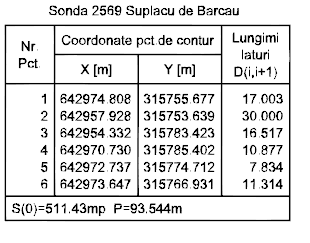 Sonda 2569 Suplacu de Barcau
Nr. Pct. Coordonate pct.de contur Lungimi laturi D(i,i+1)
X [m] Y [m]
1 642974.808 315755.677 17.003
2 642957.928 315753.639 30.000
3 642954.332 315783.423 16.517
4 642970.730 315785.402 10.877
5 642972.737 315774.712 7.834
6 642973.647 315766.931 11.314
S(0)=511.43mp P=93.544m